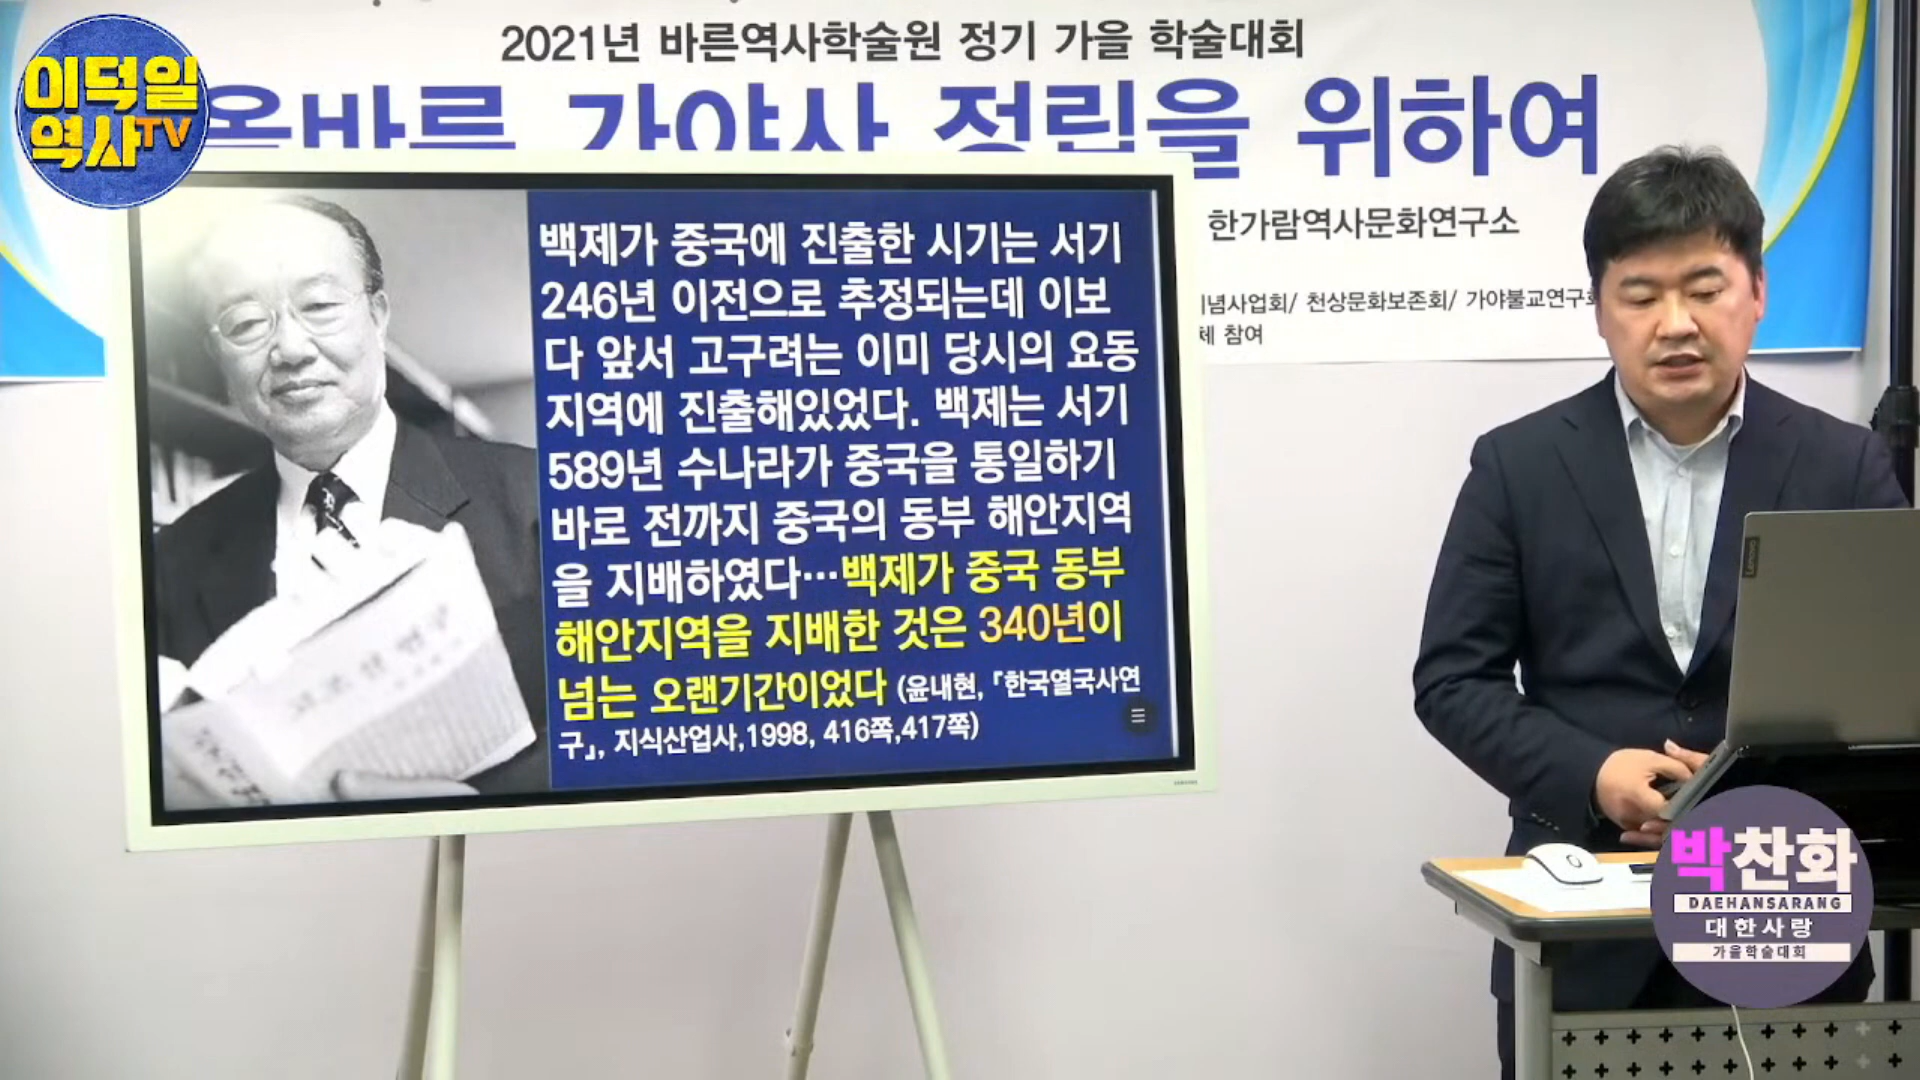 2021년 바른역사학술원 정기 가을 학술대회
올바른 가야사 정립을 위하여
한가람역사문화연구소
념사업회/ 천상문화보존회/ 가야불교연구회
체 참여
이덕일
역사TV
백제가 중국에 진출한 시기는 서기
246년 이전으로 추정되는데 이보
다 앞서 고구려는 이미 당시의 요동
지역에 진출해있었다. 백제는 서기
589년 수나라가 중국을 통일하기
바로 전까지 중국의 동부 해안지역
을 지배하였다…백제가 중국 동부
해안지역을 지배한 것은 340년이
넘는 오랜기간이었다 (윤내현, 『한국열국사연
구』, 지식산업사,1998, 416쪽,417쪽)
SAMSUNG
Lenovo
박찬화
DAEHANSARANG
대한사랑
가을학술대회